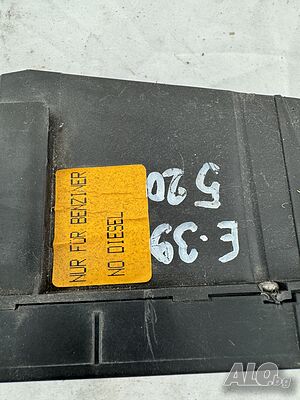 NUR FÜR BENZINER
NO DIESEL
E-39
520
ALO.bg